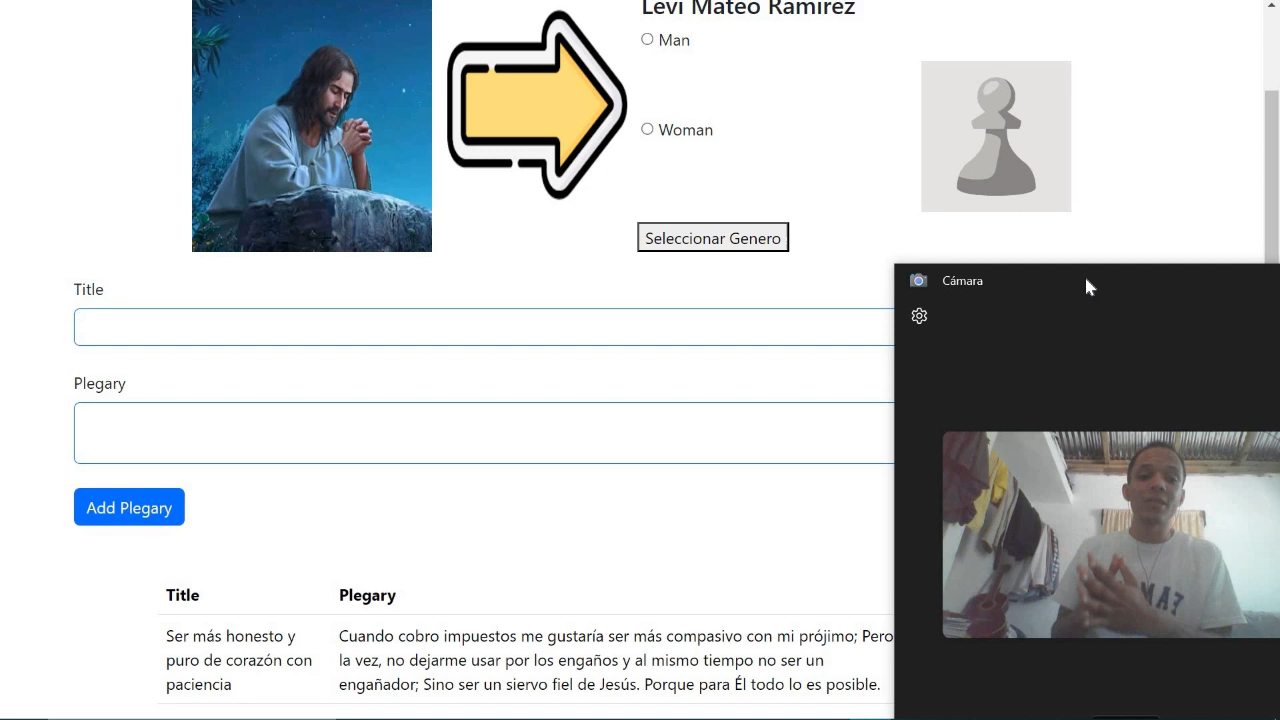 Levi Mateo Ramirez
Man
Woman
Seleccionar Genero
Title
Cámara
Plegary
Add Plegary
Title Plegary
Ser más honesto y
puro de corazón con
paciencia
Cuando cobro impuestos me gustaría ser más compasivo con mi prójimo; Pero
la vez, no dejarme usar por los engaños y al mismo tiempo no ser un
engañador; Sino ser un siervo fiel de Jesús. Porque para Él todo lo es posible.